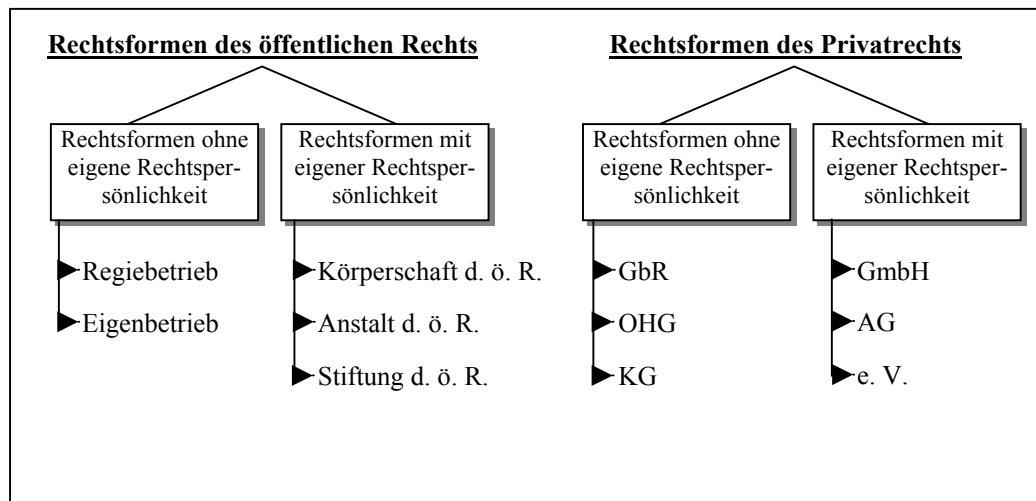 Rechtsformen des öffentlichen Rechts
Rechtsformen ohne
eigene Rechtsper-
sönlichkeit
Regiebetrieb
Eigenbetrieb
Rechtsformen mit
eigener Rechtsper-
sönlichkeit
Körperschaft d. ö. R.
Anstalt d. ö. R.
Stiftung d. ö. R.
Rechtsformen des Privatrechts
Rechtsformen ohne
eigene Rechtsper-
sönlichkeit
GbR
OHG
KG
Rechtsformen mit
eigener Rechtsper-
sönlichkeit
GmbH
AG
e. V.